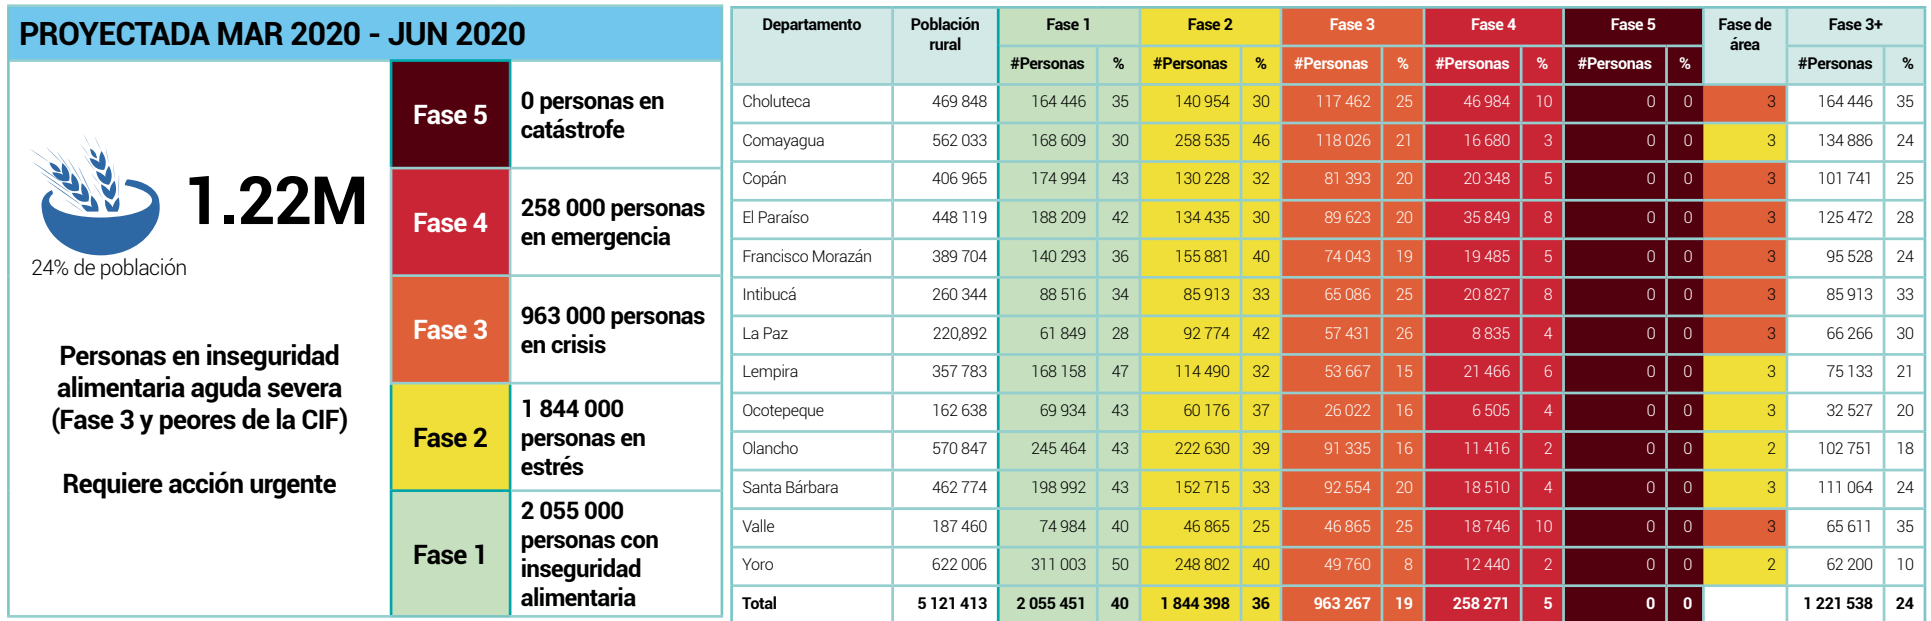 PROYECTADA MAR 2020 - JUN 2020
1.22M
24% de población
Personas en inseguridad
alimentaria aguda severa
(Fase 3 y peores de la CIF)
Requiere acción urgente
Fase 5
0 personas en
catástrofe
Fase 4
258 000 personas
en emergencia
Fase 3
963 000 personas
en crisis
Fase 2
1 844 000
personas en
estrés
Fase 1
2 055 000
personas con
inseguridad
alimentaria
Departamento Población rural Fase 1 Fase 2 Fase 3 Fase 4 Fase 5 Fase de área Fase 3+
#Personas % #Personas % #Personas % #Personas % #Personas % #Personas %
Choluteca 469 848 164 446 35 140 954 30 117 462 25 46 984 10 0 0 3 164 446 35
Comayagua 562 033 168 609 30 258 535 46 118 026 21 16 680 3 0 0 3 134 886 24
Copán 406 965 174 994 43 130 228 32 81 393 20 20 348 5 0 0 3 101 741 25
El Paraíso 448 119 188 209 42 134 435 30 89 623 20 35 849 8 0 0 3 125 472 28
Francisco Morazán 389 704 140 293 36 155 881 40 74 043 19 19 485 5 0 0 3 95 528 24
Intibucá 260 344 88 516 34 85 913 33 65 086 25 20 827 8 0 0 3 85 913 33
La Paz 220,892 61 849 28 92 774 42 57 431 26 8 835 4 0 0 3 66 266 30
Lempira 357 783 168 158 47 114 490 32 53 667 15 21 466 6 0 0 3 75 133 21
Ocotepeque 162 638 69 934 43 60 176 37 26 022 16 6 505 4 0 0 3 32 527 20
Olancho 570 847 245 464 43 222 630 39 91 335 16 11 416 2 0 0 2 102 751 18
Santa Bárbara 462 774 198 992 43 152 715 33 92 554 20 18 510 4 0 0 3 111 064 24
Valle 187 460 74 984 40 46 865 25 46 865 25 18 746 10 0 0 3 65 611 35
Yoro 622 006 311 003 50 248 802 40 49 760 8 12 440 2 0 0 2 62 200 10
Total 5 121 413 2 055 451 40 1 844 398 36 963 267 19 258 271 5 0 0 1 221 538 24